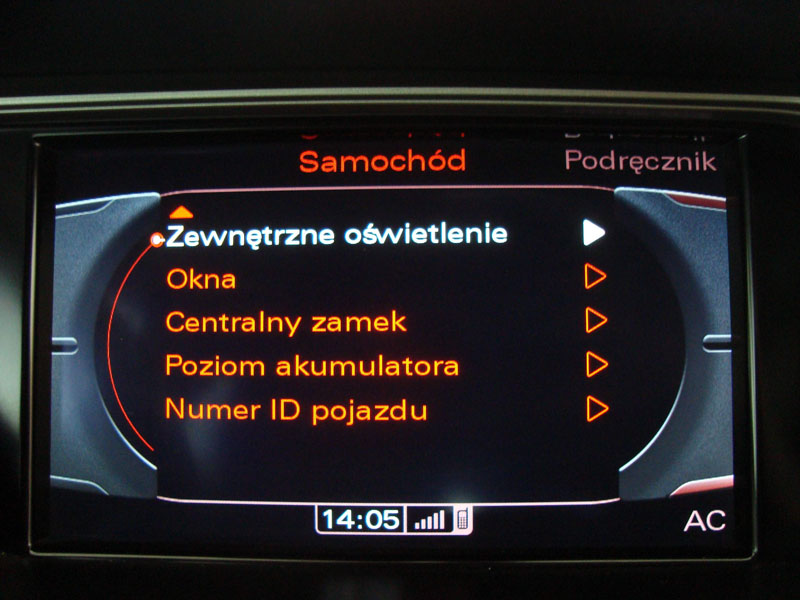 Samochód
Podręcznik
Zewnętrzne oświetlenie
Okna
Centralny zamek
Poziom akumulatora
Numer ID pojazdu
14:05
AC